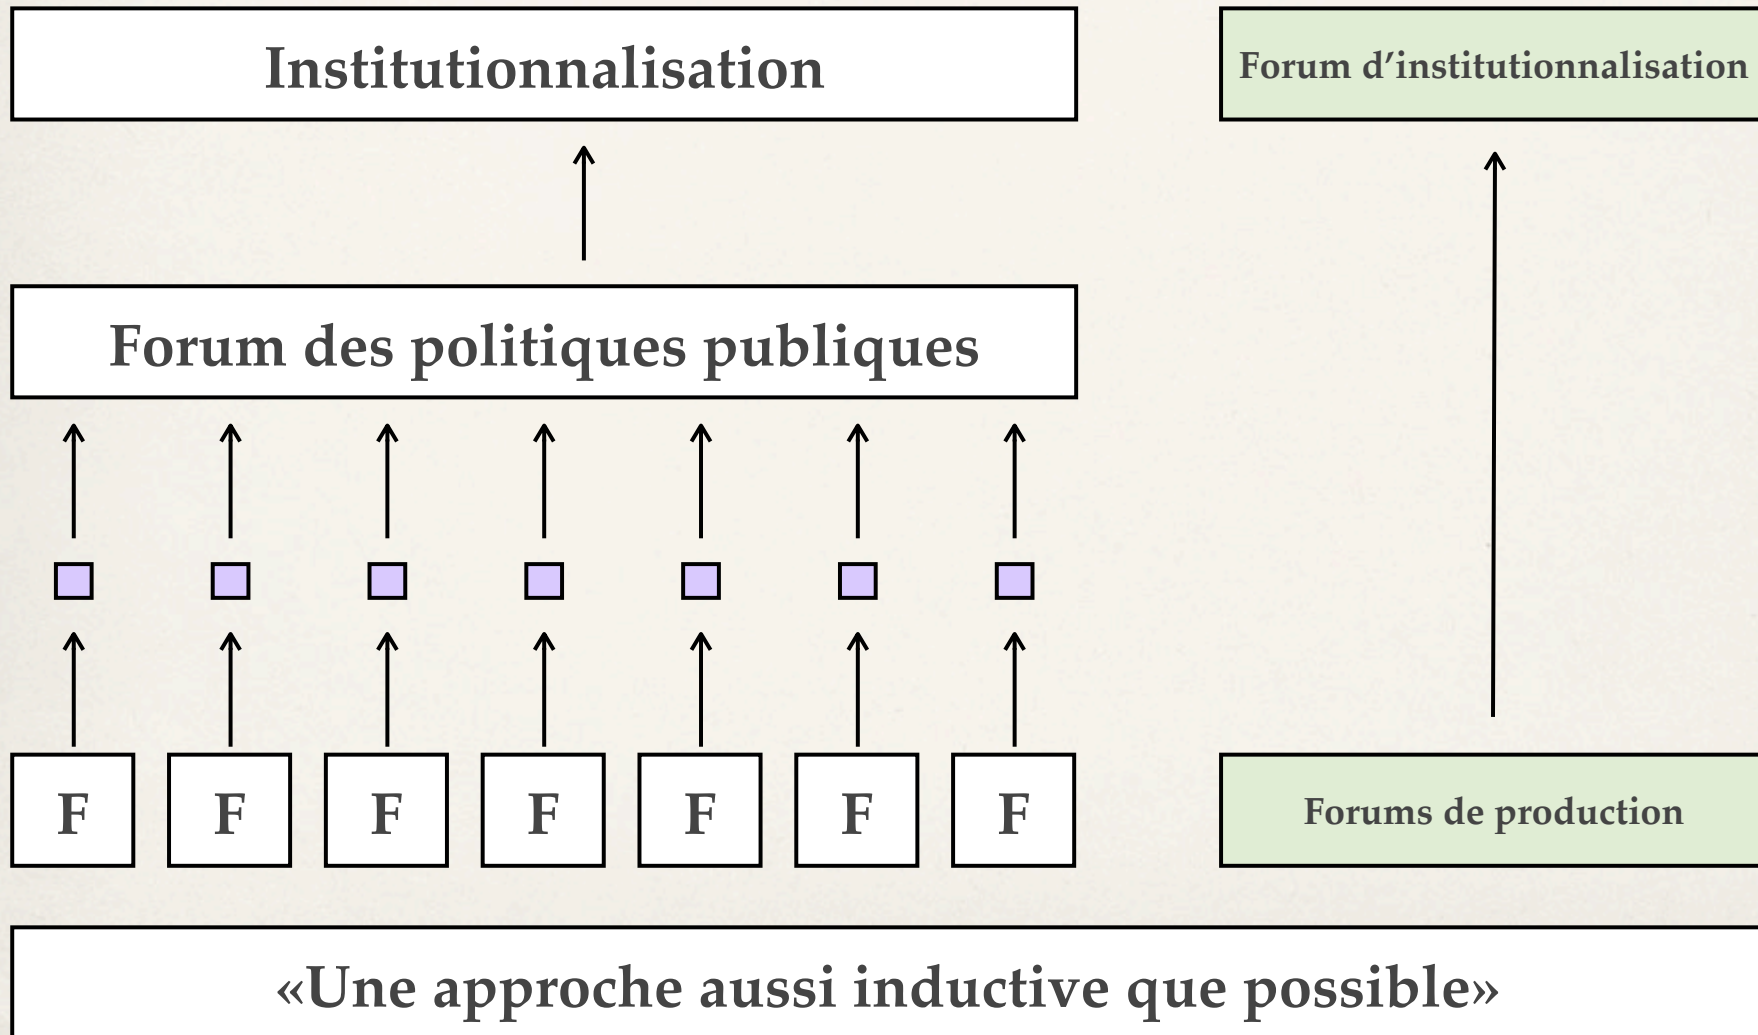 Institutionnalisation
Forum d’institutionnalisation
Forum des politiques publiques
F F F F F F F
Forums de production
«Une approche aussi inductive que possible»